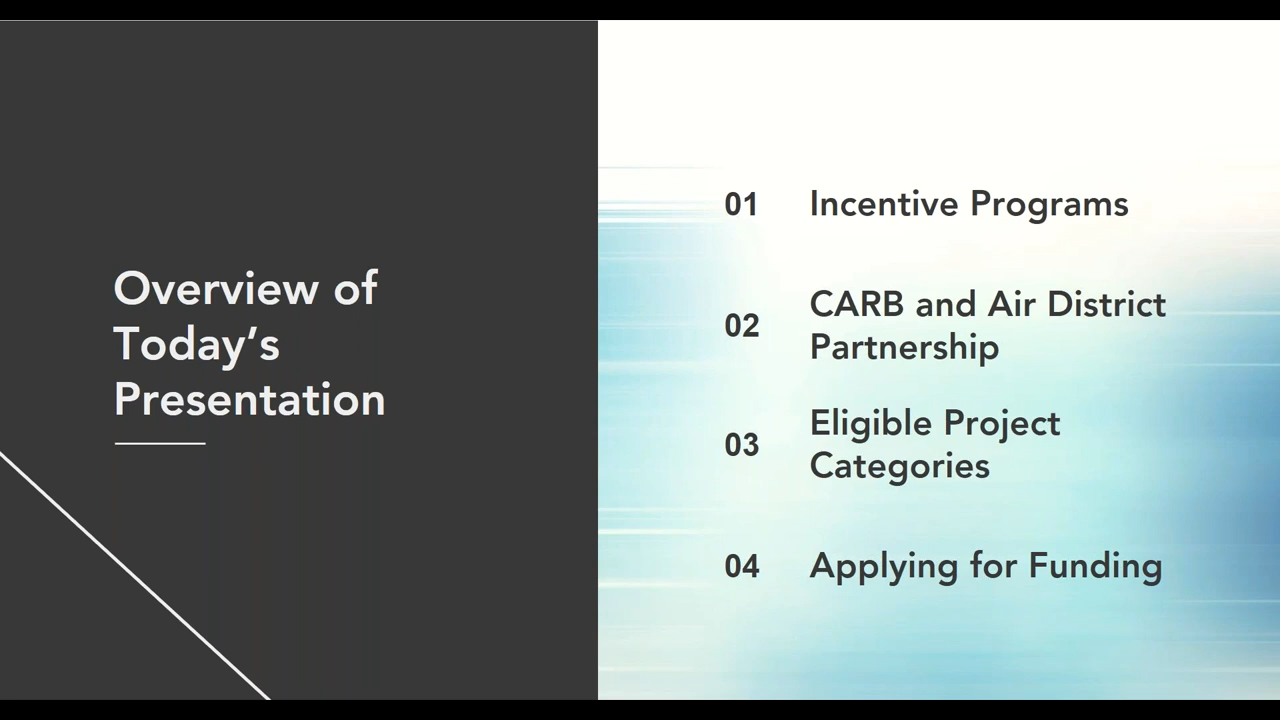 Overview of
Today’s
Presentation
01 Incentive Programs
02 CARB and Air District
Partnership
03 Eligible Project
Categories
04 Applying for Funding